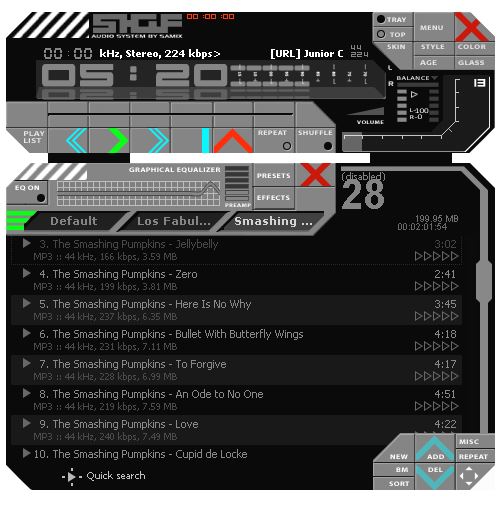 SHGF
AUDIO SYSTEM BY SAMIX
00 : 00 : 00
TRAY
TOP
MENU
SKIN
STYLE
COLOR
AGE
GLASS
00 : 00 kHz, Stereo, 224 kbps>
[URL] Junior C
44
224
05 : 20
L
R
BALANCE
L-100
R-0
13
VOLUME
PLAY LIST
REPEAT
SHUFFLE
GRAPHICAL EQUALIZER
EQ ON
PREAMP
PRESETS
EFFECTS
(disabled)
28
Default
Los Fabul...
Smashing ...
199.95 MB
00:02:01:54
3. The Smashing Pumpkins - Jellybelly 3:02
MP3 :: 44 kHz, 166 kbps, 3.59 MB
4. The Smashing Pumpkins - Zero 2:41
MP3 :: 44 kHz, 199 kbps, 3.81 MB
5. The Smashing Pumpkins - Here Is No Why 3:45
MP3 :: 44 kHz, 237 kbps, 6.35 MB
6. The Smashing Pumpkins - Bullet With Butterfly Wings 4:18
MP3 :: 44 kHz, 231 kbps, 7.11 MB
7. The Smashing Pumpkins - To Forgive 4:17
MP3 :: 44 kHz, 228 kbps, 6.99 MB
8. The Smashing Pumpkins - An Ode to No One 4:51
MP3 :: 44 kHz, 219 kbps, 7.59 MB
9. The Smashing Pumpkins - Love 4:22
MP3 :: 44 kHz, 240 kbps, 7.49 MB
10. The Smashing Pumpkins - Cupid de Locke
Quick search
MISC
NEW
ADD
REPEAT
BM
DEL
SORT